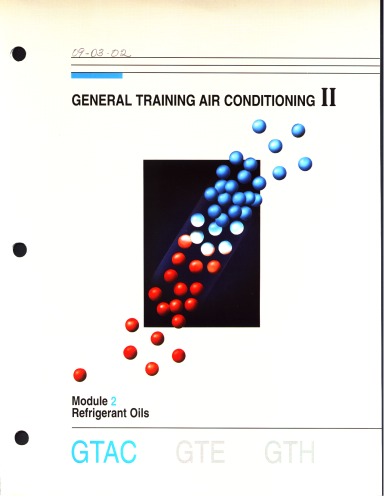 09-03-02
GENERAL TRAINING AIR CONDITIONING II
Module 2
Refrigerant Oils
GTAC GTE GTH